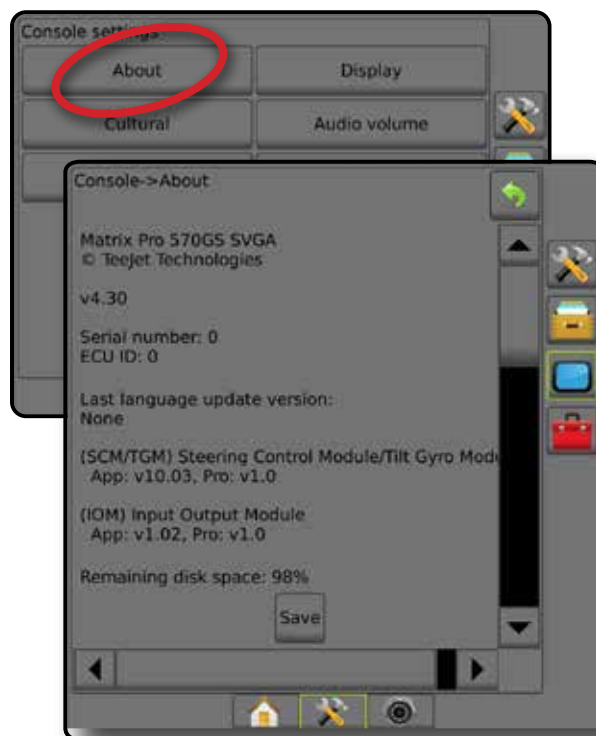 Console settings
About
Display
Cultural
Audio volume
Console->About
Matrix Pro 570GS SVGA
© TeeJet Technologies
v4.30
Serial number: 0
ECU ID: 0
Last language update version:
None
(SCM/TGM) Steering Control Module/Tilt Gyro Modu
App: v10.03, Pro: v1.0
(IOM) Input Output Module
App: v1.02, Pro: v1.0
Remaining disk space: 98%
Save